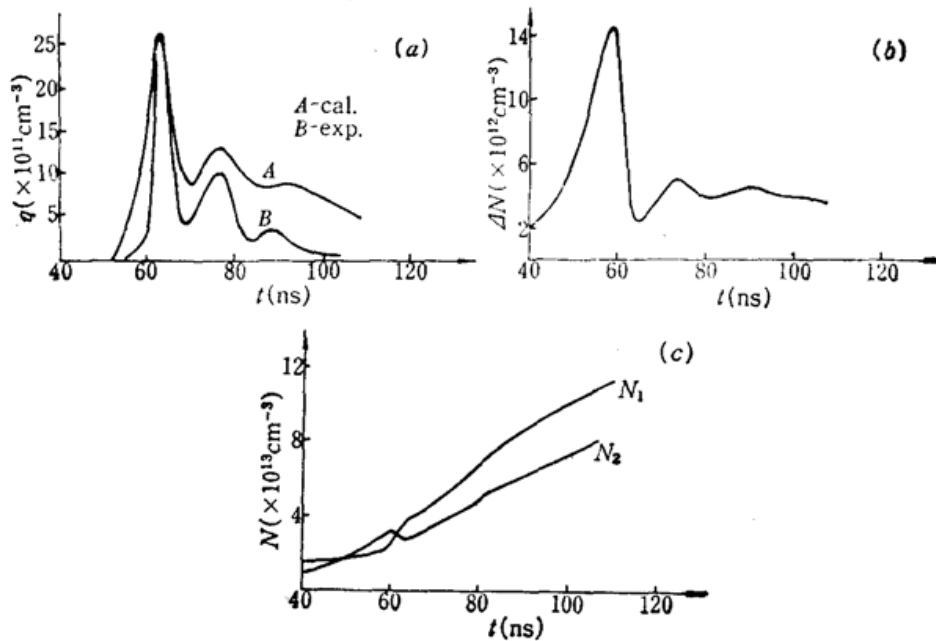 (a)
25
20
15
10
5
q(×10¹¹cm⁻³)
A-cal.
B-exp.
A
B
40 60 80 100 120
t(ns)
(b)
14
10
6
2
ΔN(×10¹²cm⁻³)
40 60 80 100 120
t(ns)
(c)
12
8
4
N(×10¹³cm⁻³)
N₁
N₂
40 60 80 100 120
t(ns)